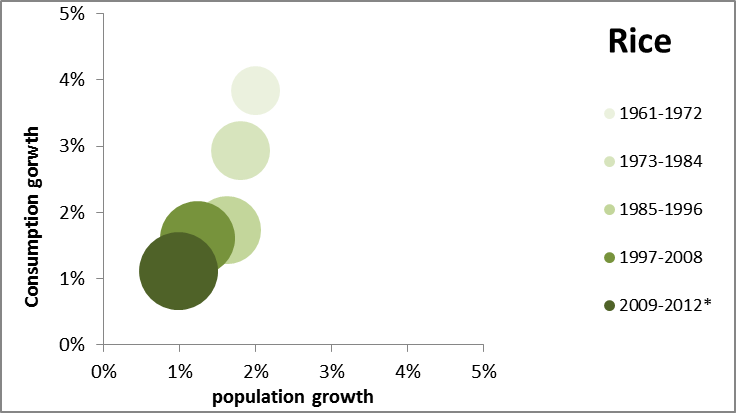 Rice
5%
4%
3%
2%
1%
0%
Consumption gorwth
0% 1% 2% 3% 4% 5%
population growth
1961-1972
1973-1984
1985-1996
1997-2008
2009-2012*